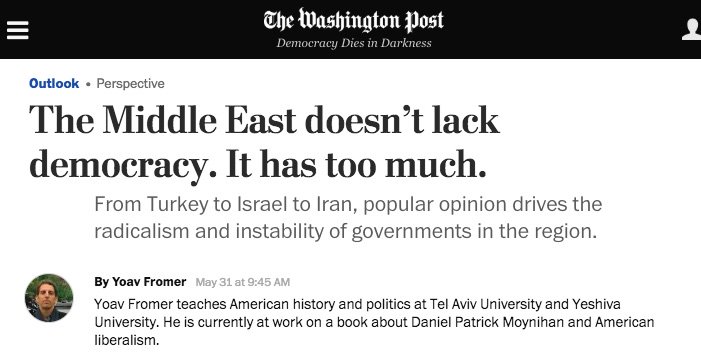 The Washington Post
Democracy Dies in Darkness
Outlook • Perspective
The Middle East doesn’t lack
democracy. It has too much.
From Turkey to Israel to Iran, popular opinion drives the
radicalism and instability of governments in the region.
By Yoav Fromer May 31 at 9:45 AM
Yoav Fromer teaches American history and politics at Tel Aviv University and Yeshiva
University. He is currently at work on a book about Daniel Patrick Moynihan and American
liberalism.